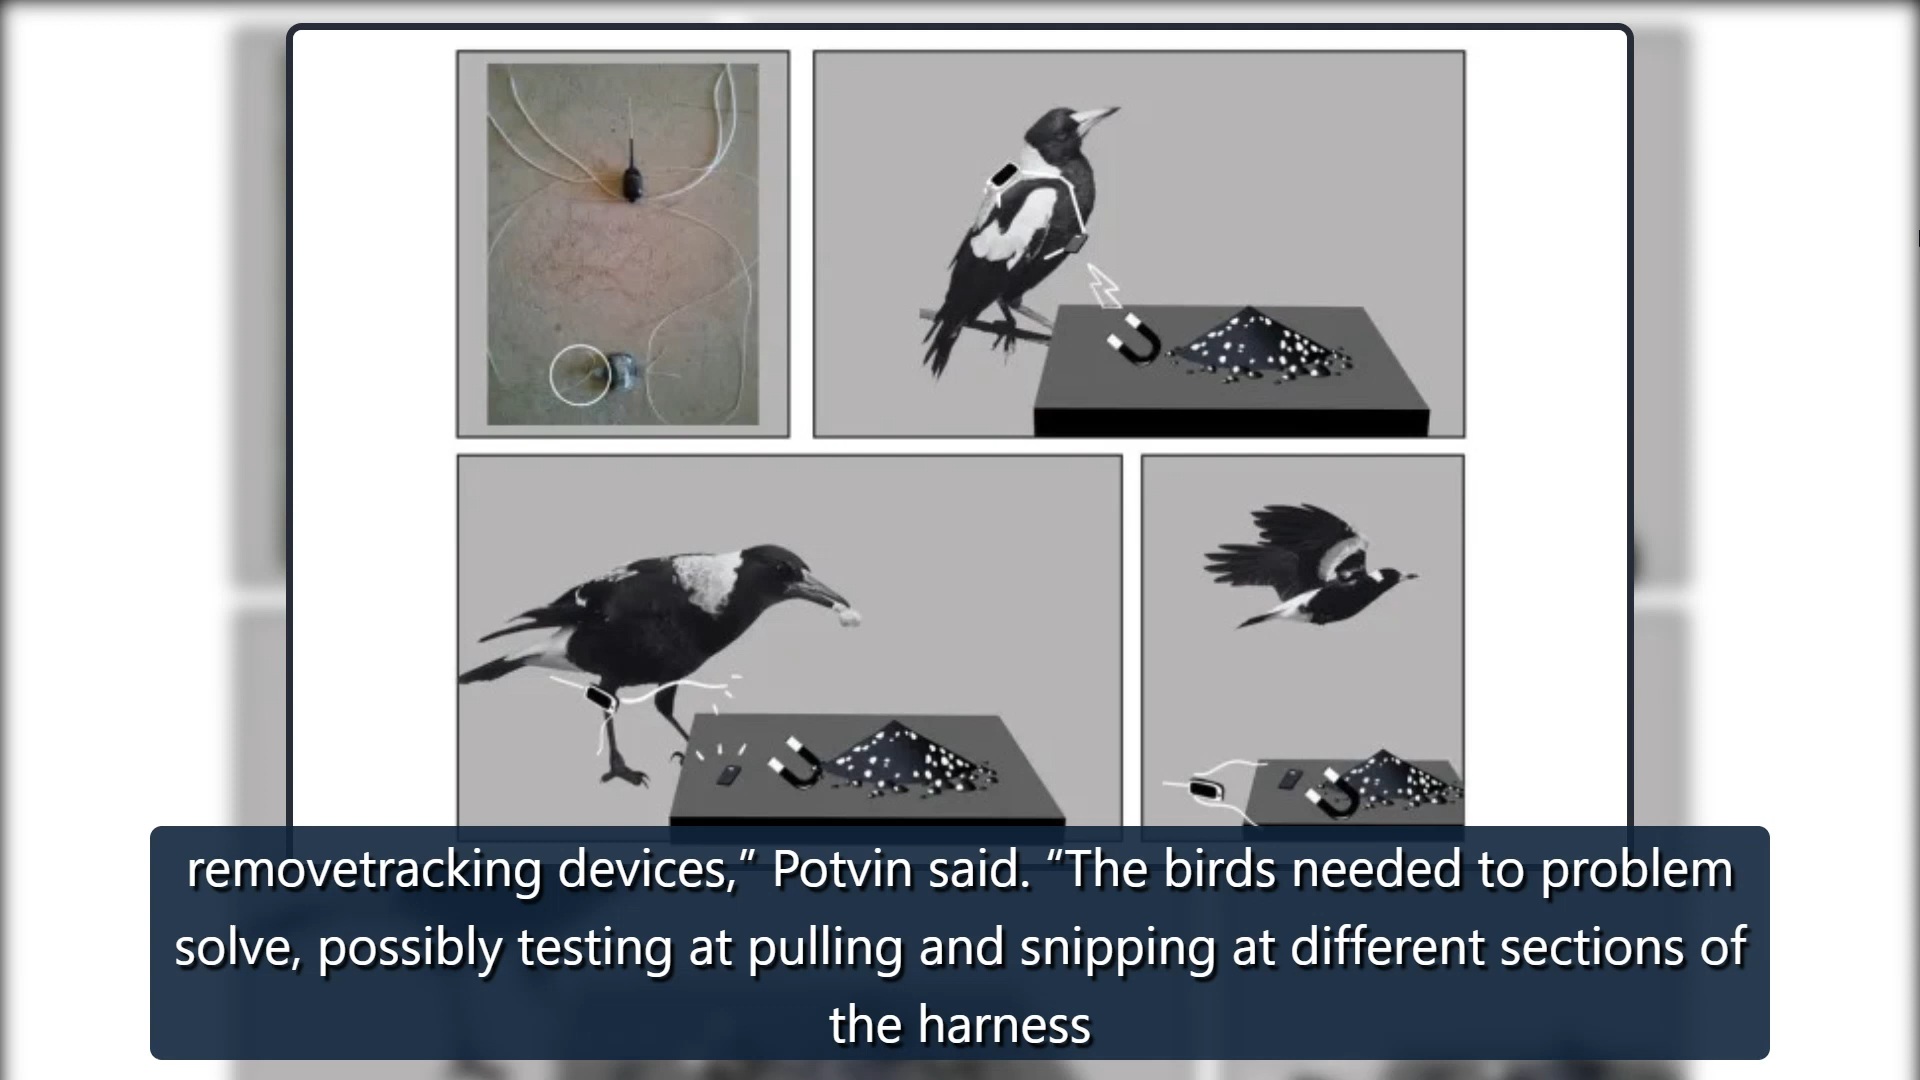 removetracking devices,” Potvin said. “The birds needed to problem
solve, possibly testing at pulling and snipping at different sections of
the harness